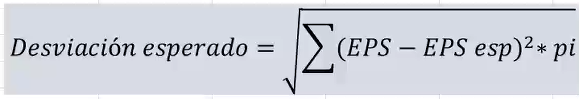 Desviación esperado = √∑(EPS − EPS esp)²* pi